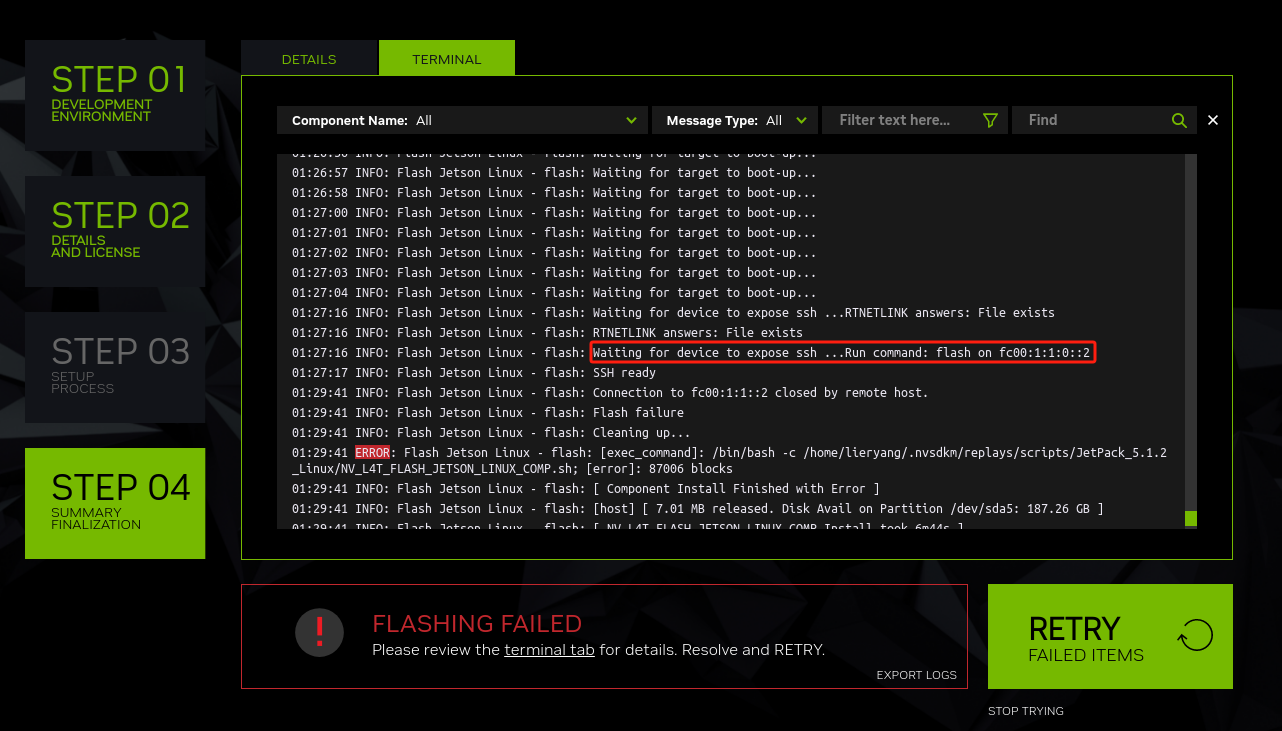 STEP 01
DEVELOPMENT
ENVIRONMENT
STEP 02
DETAILS
AND LICENSE
STEP 03
SETUP
PROCESS
STEP 04
SUMMARY
FINALIZATION
DETAILS
TERMINAL
Component Name: All
Message Type: All
Filter text here...
Find
01:26:56 INFO: Flash Jetson Linux - flash: Waiting for target to boot-up...
01:26:57 INFO: Flash Jetson Linux - flash: Waiting for target to boot-up...
01:26:58 INFO: Flash Jetson Linux - flash: Waiting for target to boot-up...
01:27:00 INFO: Flash Jetson Linux - flash: Waiting for target to boot-up...
01:27:01 INFO: Flash Jetson Linux - flash: Waiting for target to boot-up...
01:27:02 INFO: Flash Jetson Linux - flash: Waiting for target to boot-up...
01:27:03 INFO: Flash Jetson Linux - flash: Waiting for target to boot-up...
01:27:04 INFO: Flash Jetson Linux - flash: Waiting for target to boot-up...
01:27:16 INFO: Flash Jetson Linux - flash: Waiting for device to expose ssh ...RTNETLINK answers: File exists
01:27:16 INFO: Flash Jetson Linux - flash: RTNETLINK answers: File exists
01:27:16 INFO: Flash Jetson Linux - flash: Waiting for device to expose ssh ...Run command: flash on fc00:1:1:0::2
01:27:17 INFO: Flash Jetson Linux - flash: SSH ready
01:29:41 INFO: Flash Jetson Linux - flash: Connection to fc00:1:1::2 closed by remote host.
01:29:41 INFO: Flash Jetson Linux - flash: Flash failure
01:29:41 INFO: Flash Jetson Linux - flash: Cleaning up...
01:29:41 ERROR: Flash Jetson Linux - flash: [exec_command]: /bin/bash -c /home/lieryang/.nvsdkm/replays/scripts/JetPack_5.1.2
_Linux/NV_L4T_FLASH_JETSON_LINUX_COMP.sh; [error]: 87006 blocks
01:29:41 INFO: Flash Jetson Linux - flash: [ Component Install Finished with Error ]
01:29:41 INFO: Flash Jetson Linux - flash: [host] [ 7.01 MB released. Disk Avail on Partition /dev/sda5: 187.26 GB ]
01:29:41 INFO: Flash Jetson Linux - flash: [ NV_L4T_FLASH_JETSON_LINUX_COMP Install took 6m44s ]
FLASHING FAILED
Please review the terminal tab for details. Resolve and RETRY.
EXPORT LOGS
RETRY
FAILED ITEMS
STOP TRYING